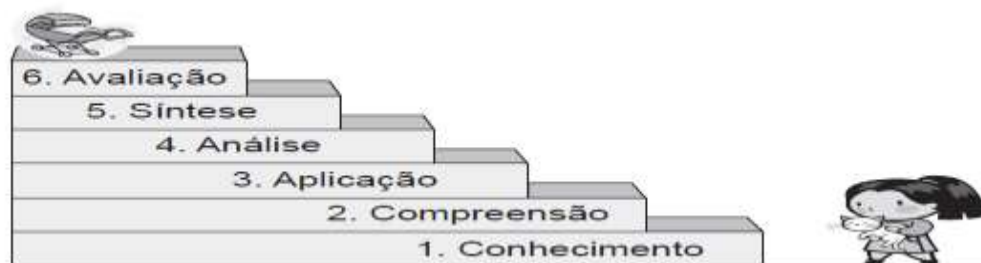 6. Avaliação
5. Síntese
4. Análise
3. Aplicação
2. Compreensão
1. Conhecimento